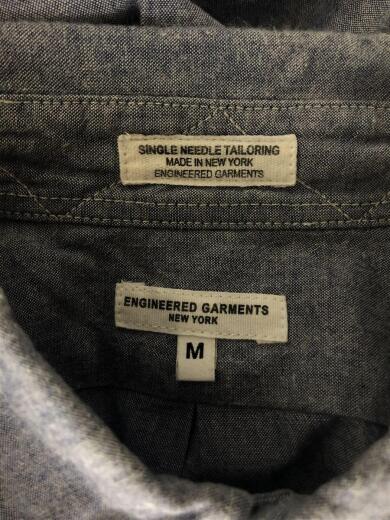 SINGLE NEEDLE TAILORING
MADE IN NEW YORK
ENGINEERED GARMENTS
ENGINEERED GARMENTS
NEW YORK
M